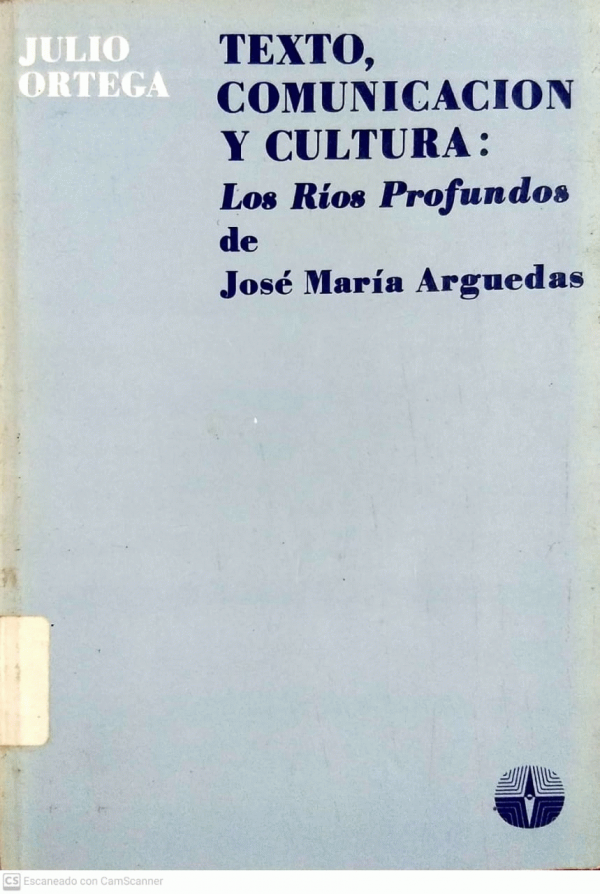 JULIO
ORTEGA
TEXTO,
COMUNICACION
Y CULTURA:
Los Ríos Profundos
de
José María Arguedas
CS Escaneado con CamScanner